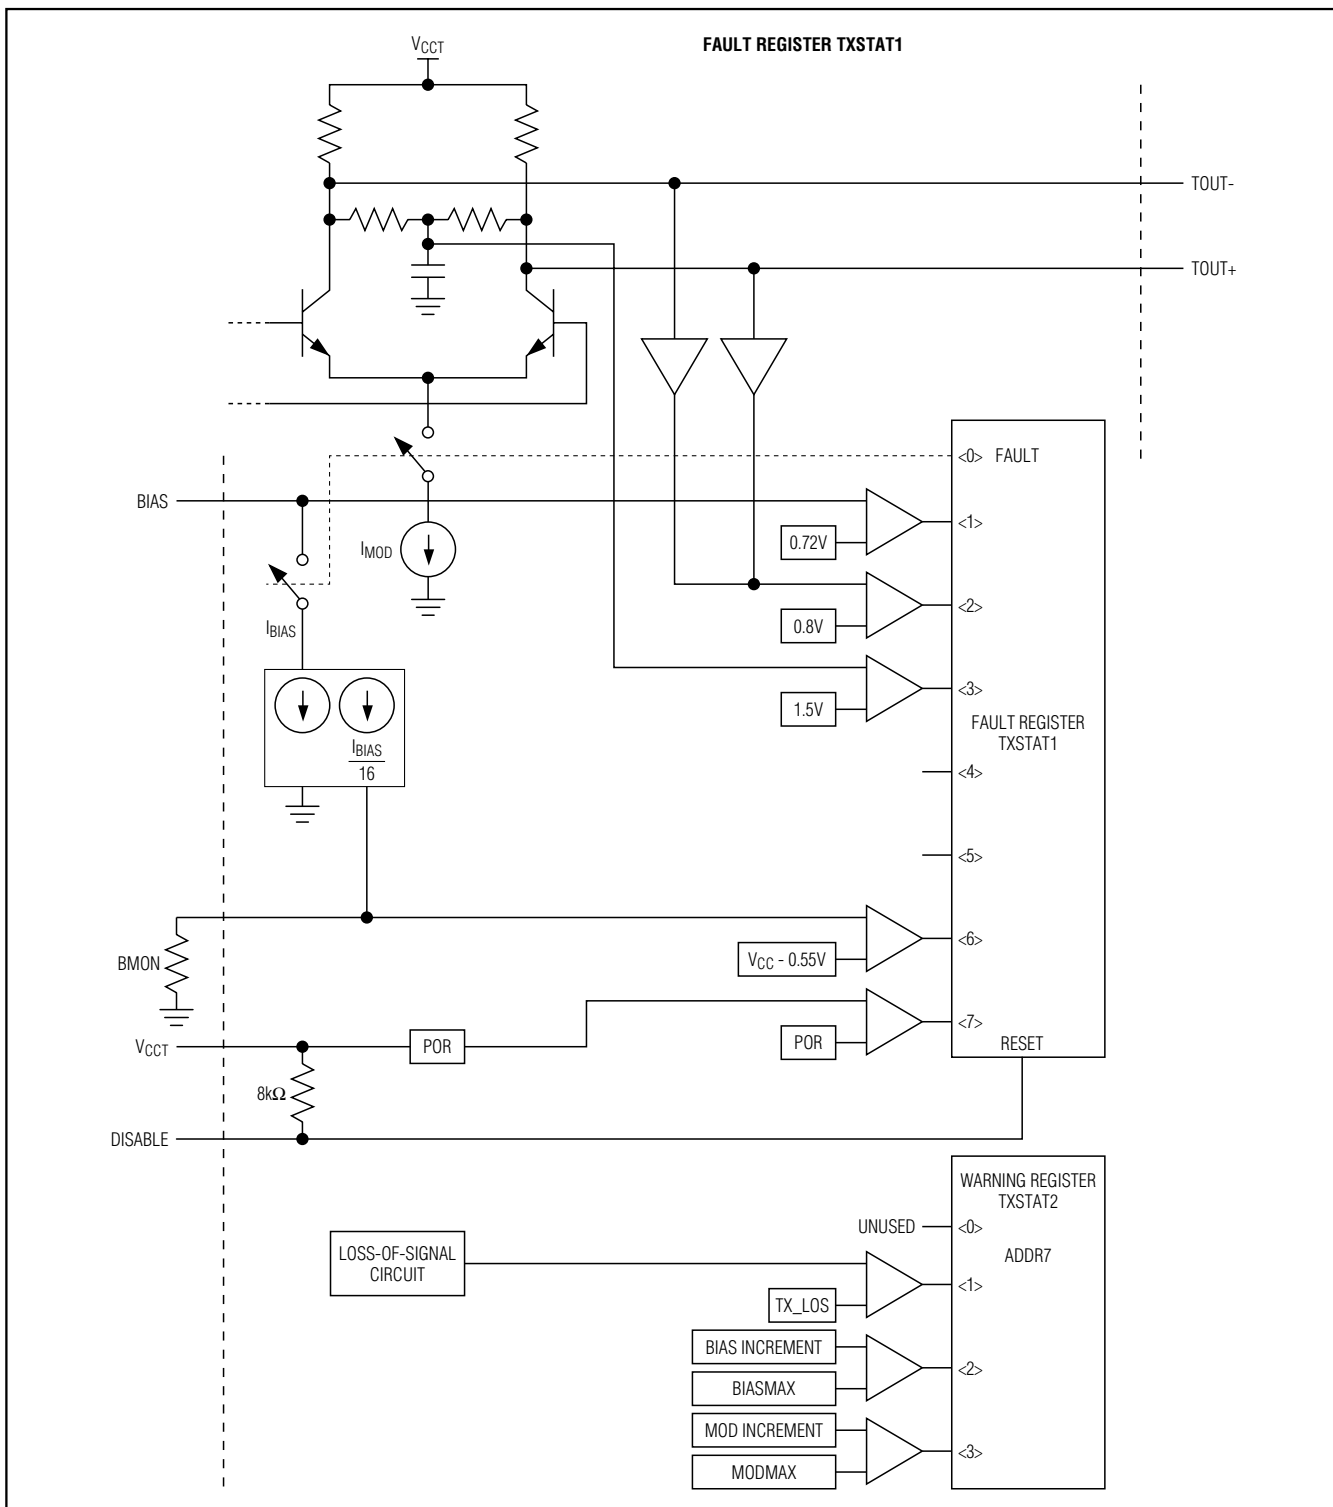 VCCT
FAULT REGISTER TXSTAT1
TOUT-
TOUT+
<0> FAULT
BIAS
<1>
0.72V
IMOD
<2>
0.8V
IBIAS
<3>
1.5V
FAULT REGISTER
TXSTAT1
IBIAS
16
<4>
<5>
<6>
VCC - 0.55V
BMON
<7>
VCCT
POR
POR
RESET
8kΩ
DISABLE
WARNING REGISTER
TXSTAT2
UNUSED
<0>
ADDR7
LOSS-OF-SIGNAL
CIRCUIT
<1>
TX_LOS
BIAS INCREMENT
<2>
BIASMAX
MOD INCREMENT
<3>
MODMAX